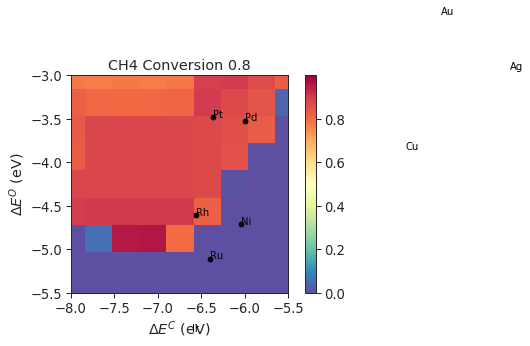 Au
CH4 Conversion 0.8
Ag
−3.0
−3.5
−4.0
−4.5
−5.0
−5.5
ΔE^O (eV)
Pt
Pd
Cu
Rh
Ni
Ru
0.8
0.6
0.4
0.2
0.0
−8.0 −7.5 −7.0 −6.5 −6.0 −5.5
ΔE^C (eV)
Ir